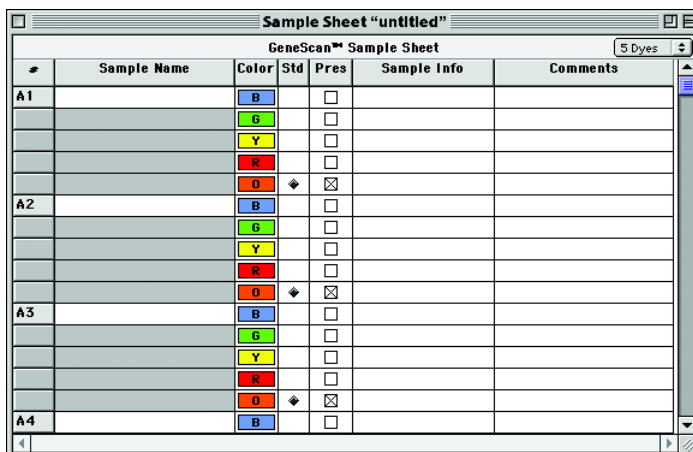 Sample Sheet “untitled”
GeneScan™ Sample Sheet 5 Dyes
# Sample Name Color Std Pres Sample Info Comments
A1 B
G
Y
R
O
A2 B
G
Y
R
O
A3 B
G
Y
R
O
A4 B